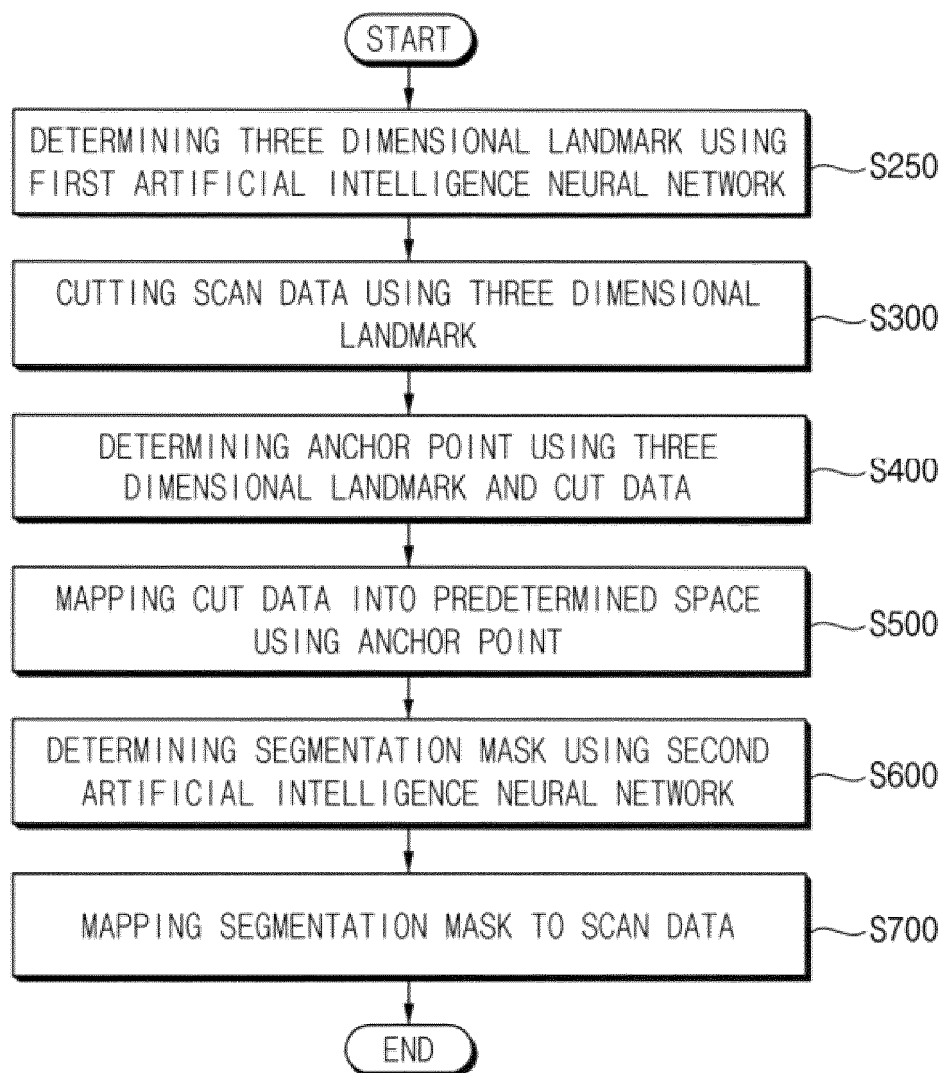 START
DETERMINING THREE DIMENSIONAL LANDMARK USING
FIRST ARTIFICIAL INTELLIGENCE NEURAL NETWORK
S250
CUTTING SCAN DATA USING THREE DIMENSIONAL
LANDMARK
S300
DETERMINING ANCHOR POINT USING THREE
DIMENSIONAL LANDMARK AND CUT DATA
S400
MAPPING CUT DATA INTO PREDETERMINED SPACE
USING ANCHOR POINT
S500
DETERMINING SEGMENTATION MASK USING SECOND
ARTIFICIAL INTELLIGENCE NEURAL NETWORK
S600
MAPPING SEGMENTATION MASK TO SCAN DATA
S700
END